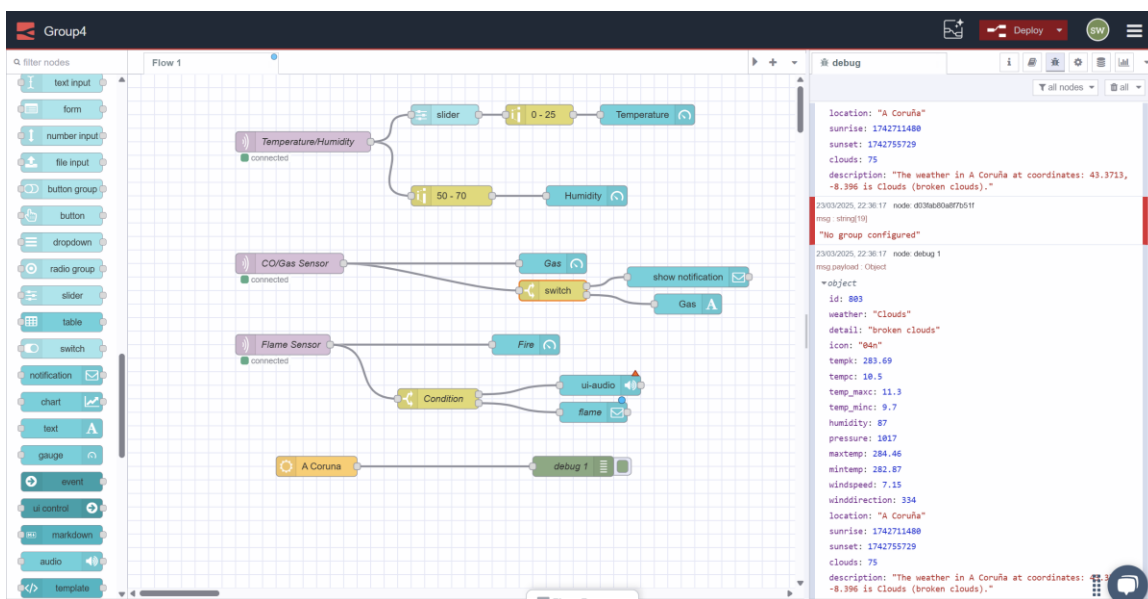 Group4
Deploy
SW
filter nodes
Flow 1
debug
all nodes
all
text input
form
number input
file input
button group
button
dropdown
radio group
slider
table
switch
notification
chart
text
gauge
event
ui control
markdown
audio
template
slider
0 - 25
Temperature
Temperature/Humidity
connected
50 - 70
Humidity
CO/Gas Sensor
connected
Gas
show notification
switch
Gas
Flame Sensor
connected
Fire
ui-audio
Condition
flame
A Coruna
debug 1
location: "A Coruña"
sunrise: 1742711480
sunset: 1742755729
clouds: 75
description: "The weather in A Coruña at coordinates: 43.3713,
-8.396 is Clouds (broken clouds)."
23/03/2025, 22:36:17 node: d03fab80a8f7b51f
msg : string[19]
"No group configured"
23/03/2025, 22:36:17 node: debug 1
msg.payload : Object
object
id: 803
weather: "Clouds"
detail: "broken clouds"
icon: "04n"
tempk: 283.69
tempc: 10.5
temp_maxc: 11.3
temp_minc: 9.7
humidity: 87
pressure: 1017
maxtemp: 284.46
mintemp: 282.87
windspeed: 7.15
winddirection: 334
location: "A Coruña"
sunrise: 1742711480
sunset: 1742755729
clouds: 75
description: "The weather in A Coruña at coordinates:
-8.396 is Clouds (broken clouds)."